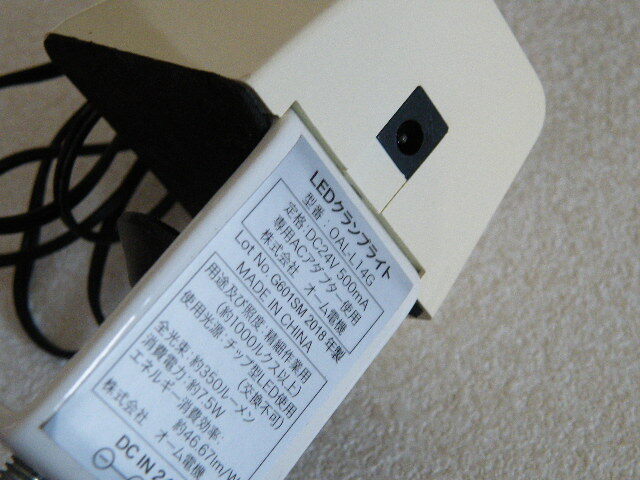 LEDクランプライト
型番:OAL-L14G
定格:DC24V 500mA
専用ACアダプター使用
株式会社 オーム電機
Lot No. G601SM 2018年製
MADE IN CHINA
用途及び照度:精細作業用
(約1000ルクス以上)
使用光源:チップ型LED使用
(交換不可)
全光束:約350ルーメン
消費電力:約7.5W
エネルギー消費効率:
約46.67lm/W
株式会社 オーム電機
DC IN